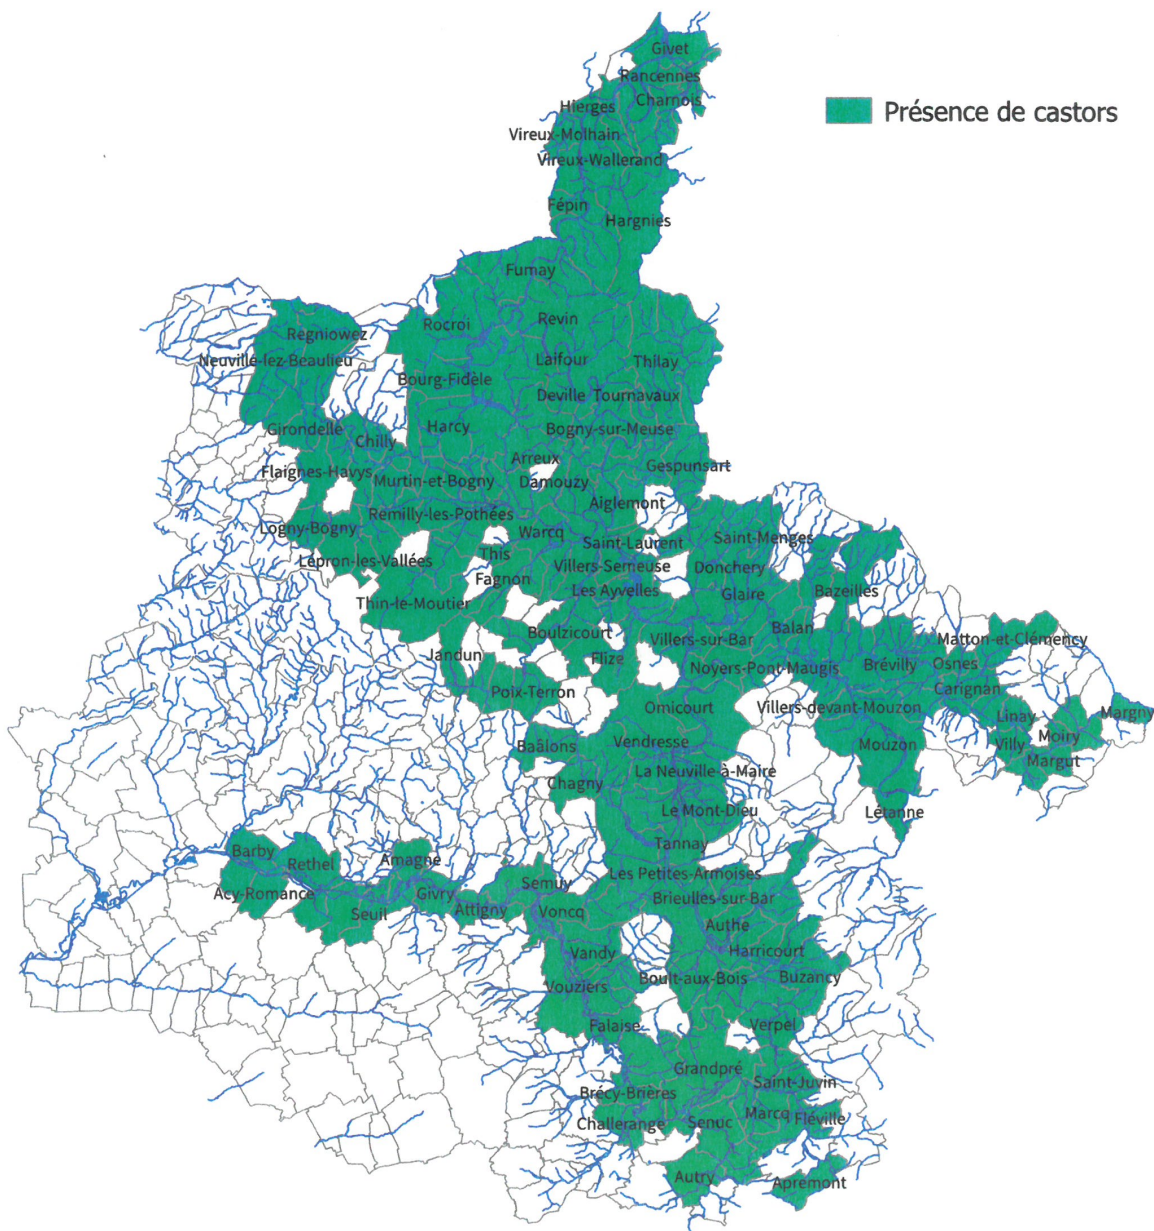 Givet
Rancennes
Charnois
Hierges
Présence de castors
Vireux-Molhain
Vireux-Wallerand
Fépin
Hargnies
Fumay
Rocroi
Revin
Regniowez
Neuville-lez-Beaulieu
Laifour
Thilay
Bourg-Fidèle
Deville
Tournavaux
Girondelle
Harcy
Bogny-sur-Meuse
Chilly
Arreux
Gespunsart
Flaignes-Havys
Murtin-et-Bogny
Damouzy
Aiglemont
Remilly-les-Pothées
Logny-Bogny
Warcq
Saint-Laurent
Saint-Menges
Lépron-les-Vallées
This
Villers-Semeuse
Donchery
Fagnon
Les Ayvelles
Glaire
Bazeilles
Thin-le-Moutier
Boulzicourt
Villers-sur-Bar
Balan
Matton-et-Clémency
Jandun
Flize
Noyers-Pont-Maugis
Brévilly
Osnes
Poix-Terron
Omicourt
Villers-devant-Mouzon
Carignan
Linay
Margny
Baâlons
Vendresse
Mouzon
Villy
Moiry
Margut
Chagny
La Neuville-à-Maire
Le Mont-Dieu
Létanne
Tannay
Barby
Rethel
Amagne
Les Petites-Armoises
Acy-Romance
Givry
Semuy
Brieulles-sur-Bar
Seuil
Attigny
Voncq
Authe
Vandy
Harricourt
Vouziers
Boult-aux-Bois
Buzancy
Falaise
Verpel
Grandpré
Saint-Juvin
Brécy-Brières
Challerange
Senuc
Marcq
Fléville
Autry
Apremont